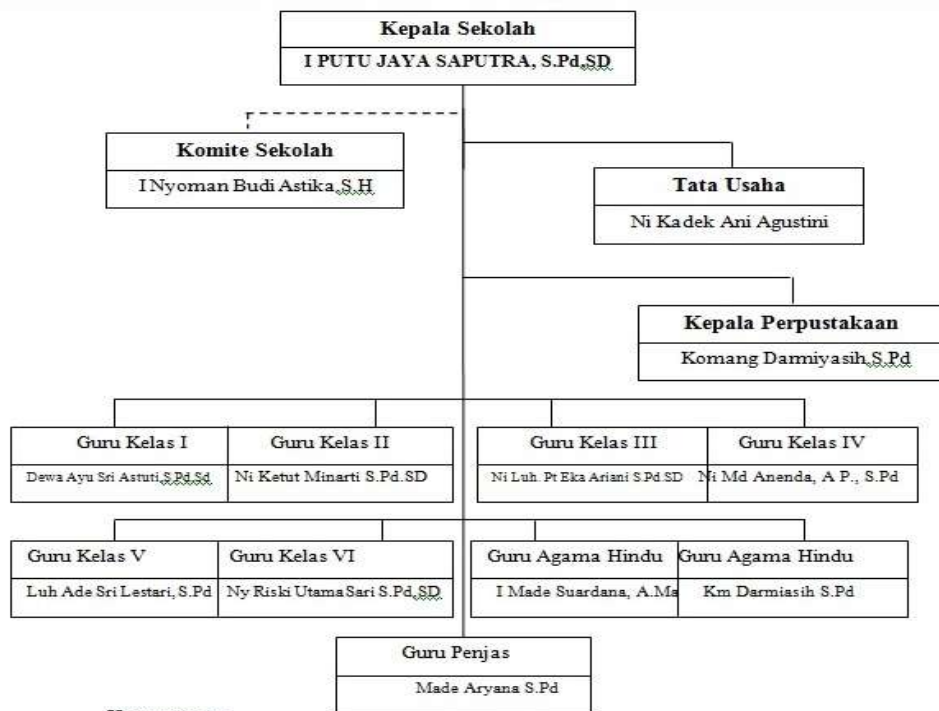 Kepala Sekolah
I PUTU JAYA SAPUTRA, S.Pd,SD
Komite Sekolah
I Nyoman Budi Astika,S.H
Tata Usaha
Ni Kadek Ani Agustini
Kepala Perpustakaan
Komang Darmiyasih,S.Pd
Guru Kelas I
Dewa Ayu Sri Astuti,S.Pd,Sd
Guru Kelas II
Ni Ketut Minarti S.Pd.SD
Guru Kelas III
Ni Luh. Pt Eka Ariani S.Pd.SD
Guru Kelas IV
Ni Md Anenda, A P., S.Pd
Guru Kelas V
Luh Ade Sri Lestari, S.Pd
Guru Kelas VI
Ny Riski Utama Sari S.Pd,SD
Guru Agama Hindu
I Made Suardana, A.Ma
Guru Agama Hindu
Km Darmiasih S.Pd
Guru Penjas
Made Aryana S.Pd